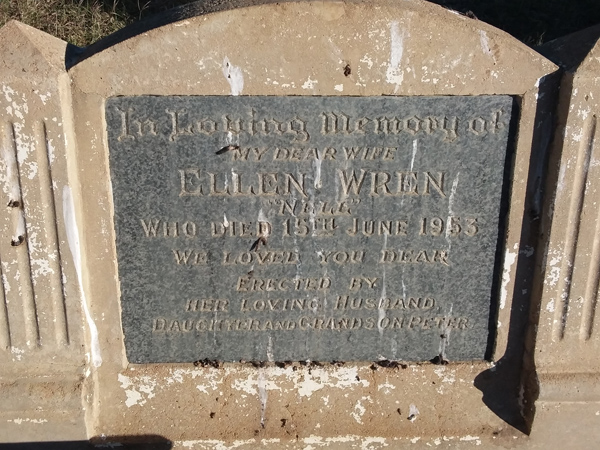 In Loving Memory of
MY DEAR WIFE
ELLEN WREN
"NELL"
WHO DIED 15TH JUNE 1953
WE LOVED YOU DEAR
ERECTED BY
HER LOVING HUSBAND,
DAUGHTER AND GRANDSON PETER